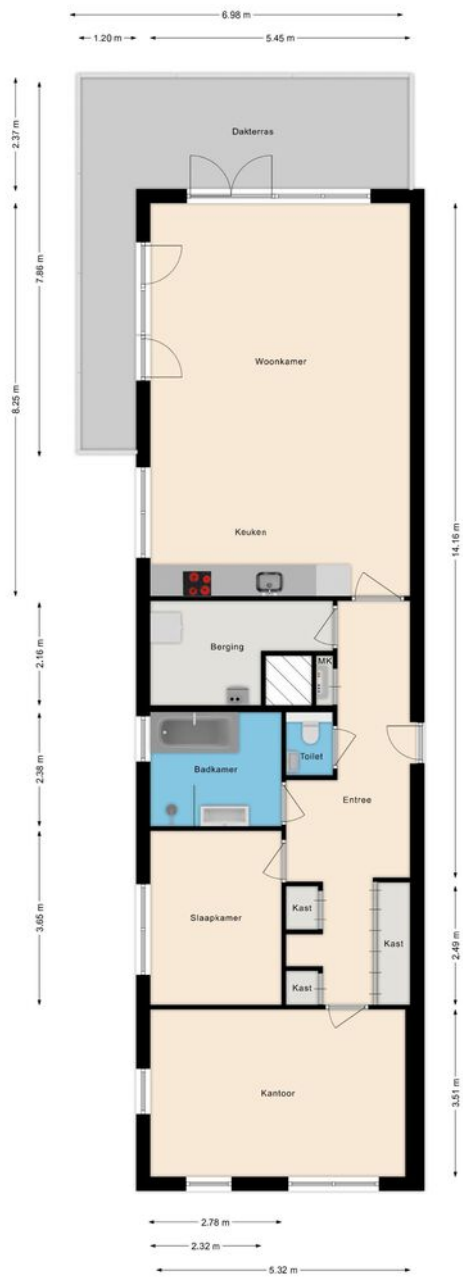 6.98 m
1.20 m
5.45 m
2.37 m
7.86 m
8.25 m
14.16 m
Dakterras
Woonkamer
Keuken
2.16 m
Berging
MK
2.38 m
Badkamer
Toilet
Entree
3.65 m
Slaapkamer
Kast
Kast
Kast
2.49 m
Kantoor
3.51 m
2.78 m
2.32 m
5.32 m